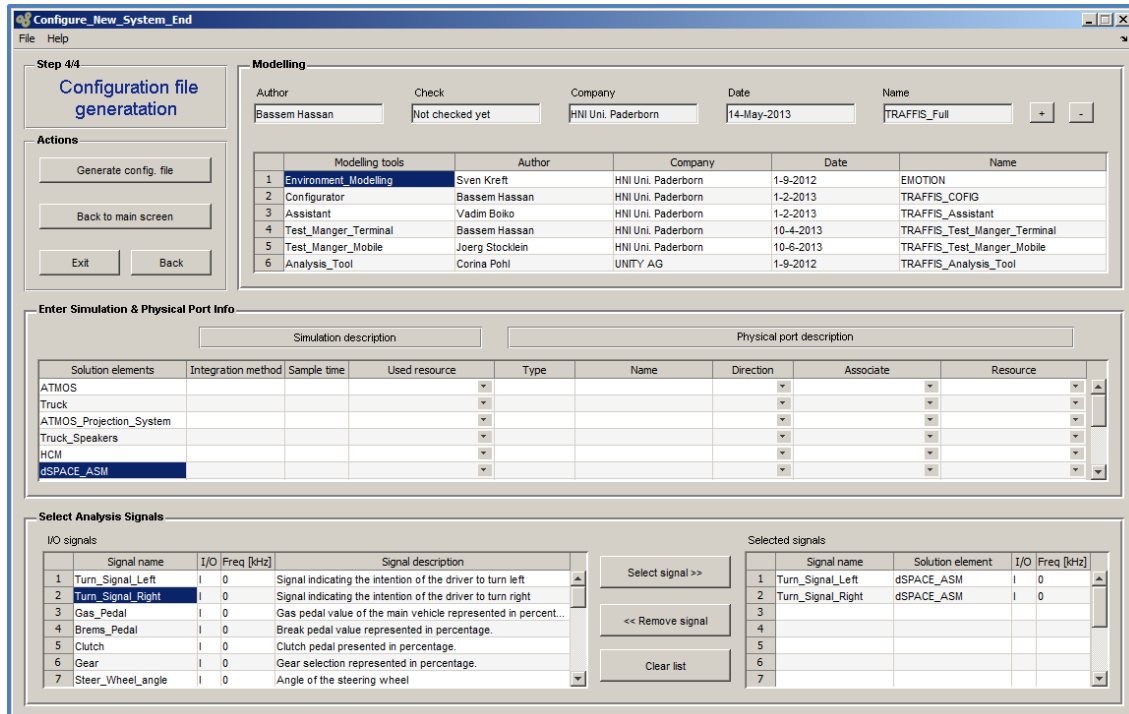 Configure_New_System_End
File Help
Step 4/4
Configuration file
generatation
Actions
Generate config. file
Back to main screen
Exit Back
Modelling
Author Check Company Date Name
Bassem Hassan Not checked yet HNI Uni. Paderborn 14-May-2013 TRAFFIS_Full + -
Modelling tools Author Company Date Name
1 Environment_Modelling Sven Kreft HNI Uni. Paderborn 1-9-2012 EMOTION
2 Configurator Bassem Hassan HNI Uni. Paderborn 1-2-2013 TRAFFIS_COFIG
3 Assistant Vadim Boiko HNI Uni. Paderborn 1-2-2013 TRAFFIS_Assistant
4 Test_Manger_Terminal Bassem Hassan HNI Uni. Paderborn 10-4-2013 TRAFFIS_Test_Manger_Terminal
5 Test_Manger_Mobile Joerg Stocklein HNI Uni. Paderborn 10-6-2013 TRAFFIS_Test_Manger_Mobile
6 Analysis_Tool Corina Pohl UNITY AG 1-9-2012 TRAFFIS_Analysis_Tool
Enter Simulation & Physical Port Info
Simulation description Physical port description
Solution elements Integration method Sample time Used resource Type Name Direction Associate Resource
ATMOS
Truck
ATMOS_Projection_System
Truck_Speakers
HCM
dSPACE_ASM
Select Analysis Signals
I/O signals
Signal name I/O Freq [kHz] Signal description
1 Turn_Signal_Left I 0 Signal indicating the intention of the driver to turn left
2 Turn_Signal_Right I 0 Signal indicating the intention of the driver to turn right
3 Gas_Pedal I 0 Gas pedal value of the main vehicle represented in percent...
4 Brems_Pedal I 0 Break pedal value represented in percentage.
5 Clutch I 0 Clutch pedal presented in percentage.
6 Gear I 0 Gear selection represented in percentage.
7 Steer_Wheel_angle I 0 Angle of the steering wheel
Select signal >>
<< Remove signal
Clear list
Selected signals
Signal name Solution element I/O Freq [kHz]
1 Turn_Signal_Left dSPACE_ASM I 0
2 Turn_Signal_Right dSPACE_ASM I 0
3
4
5
6
7